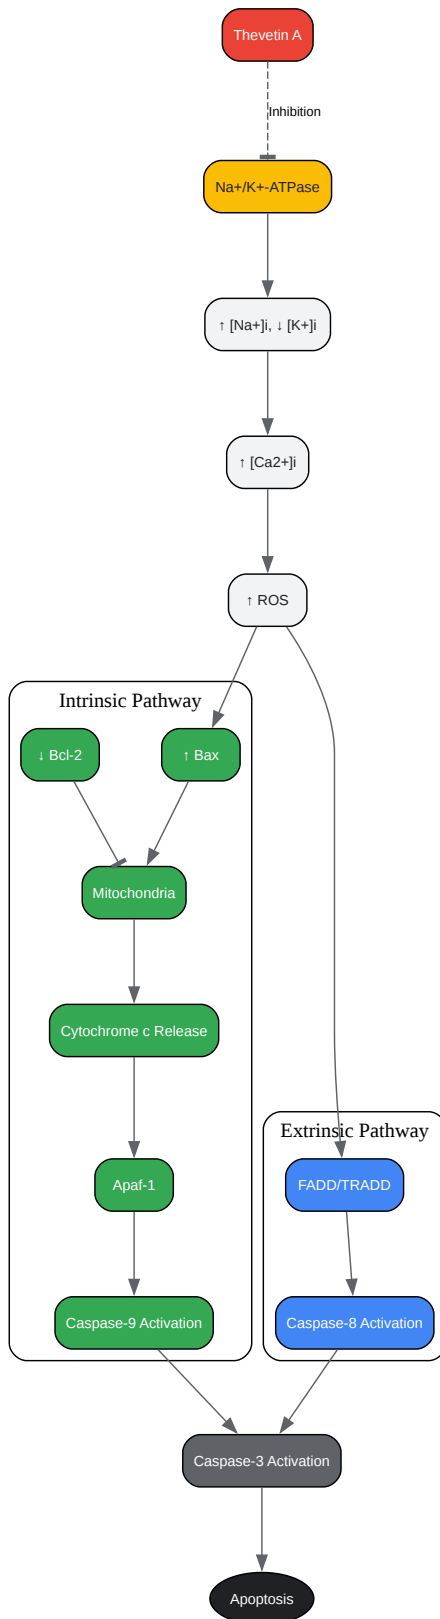 Thevetin A
Inhibition
Na+/K+-ATPase
↑ [Na+]i, ↓ [K+]i
↑ [Ca2+]i
↑ ROS
Intrinsic Pathway
↓ Bcl-2
↑ Bax
Mitochondria
Cytochrome c Release
Apaf-1
Caspase-9 Activation
Extrinsic Pathway
FADD/TRADD
Caspase-8 Activation
Caspase-3 Activation
Apoptosis